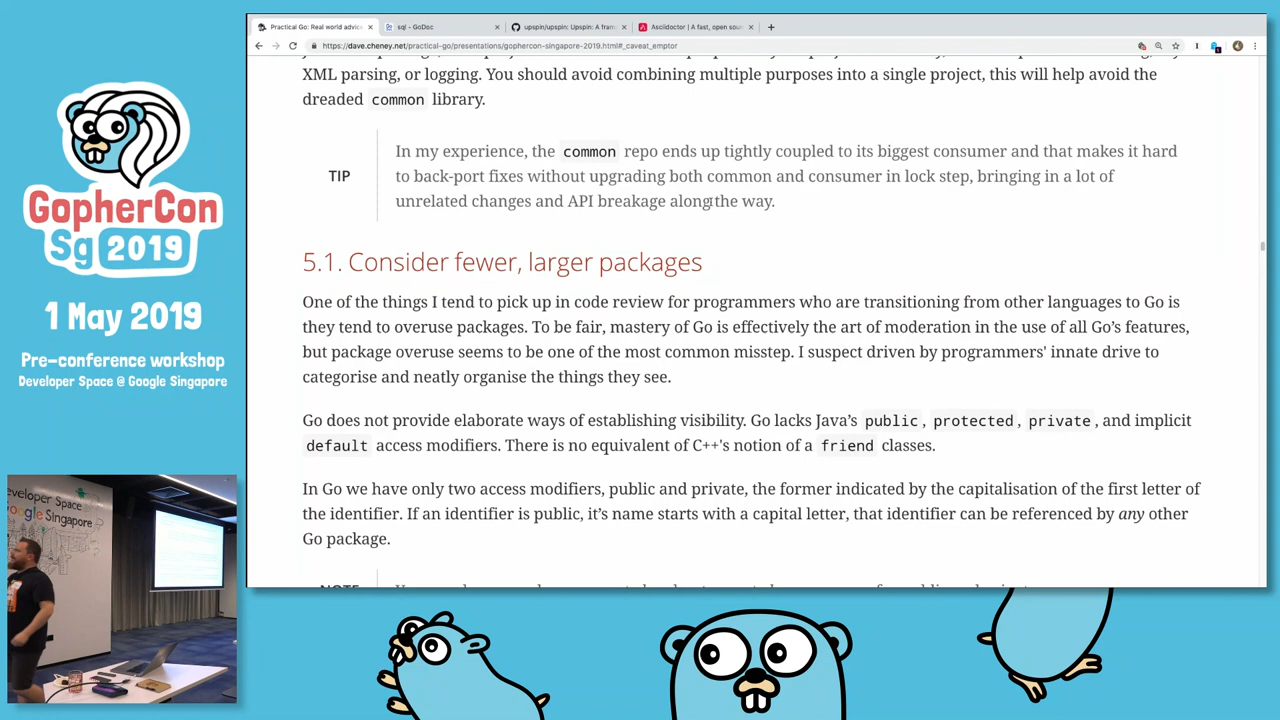 Practical Go: Real world advice
sql - GoDoc
upspin/upspin: Upspin: A fram
Asciidoctor | A fast, open sou
https://dave.cheney.net/practical-go/presentations/gophercon-singapore-2019.html#_caveat_emptor
XML parsing, or logging. You should avoid combining multiple purposes into a single project, this will help avoid the
dreaded common library.
TIP
In my experience, the common repo ends up tightly coupled to its biggest consumer and that makes it hard
to back-port fixes without upgrading both common and consumer in lock step, bringing in a lot of
unrelated changes and API breakage along the way.
5.1. Consider fewer, larger packages
One of the things I tend to pick up in code review for programmers who are transitioning from other languages to Go is
they tend to overuse packages. To be fair, mastery of Go is effectively the art of moderation in the use of all Go’s features,
but package overuse seems to be one of the most common misstep. I suspect driven by programmers' innate drive to
categorise and neatly organise the things they see.
Go does not provide elaborate ways of establishing visibility. Go lacks Java’s public, protected, private, and implicit
default access modifiers. There is no equivalent of C++'s notion of a friend classes.
In Go we have only two access modifiers, public and private, the former indicated by the capitalisation of the first letter of
the identifier. If an identifier is public, it’s name starts with a capital letter, that identifier can be referenced by any other
Go package.
GopherCon
Sg 2019
1 May 2019
Pre-conference workshop
Developer Space @ Google Singapore
eveloper Space
oogle Singapore